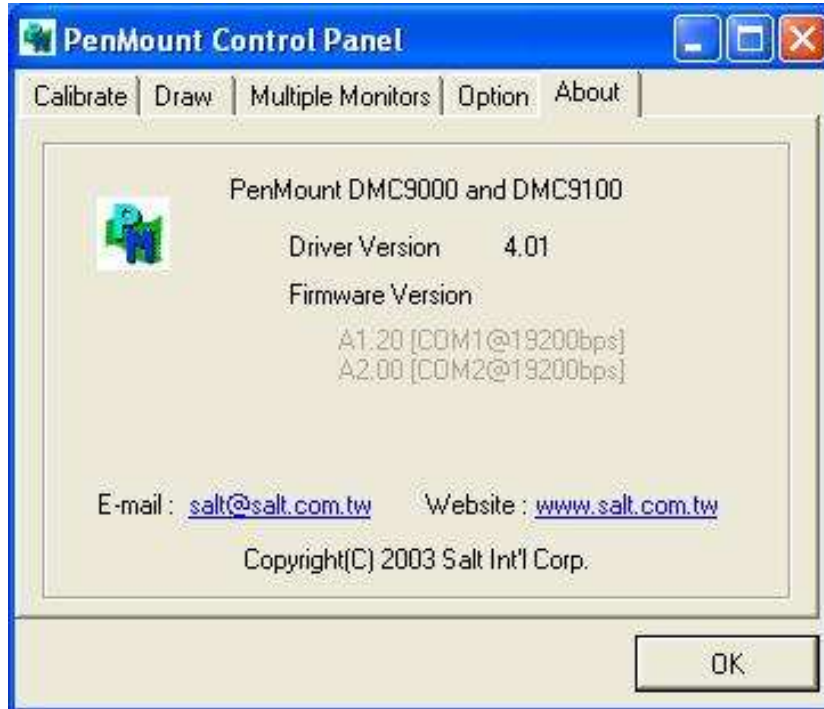 PenMount Control Panel
Calibrate Draw Multiple Monitors Option About
PM
PenMount DMC9000 and DMC9100
Driver Version 4.01
Firmware Version
A1.20 [COM1@19200bps]
A2.00 [COM2@19200bps]
E-mail : salt@salt.com.tw Website : www.salt.com.tw
Copyright(C) 2003 Salt Int'l Corp.
OK